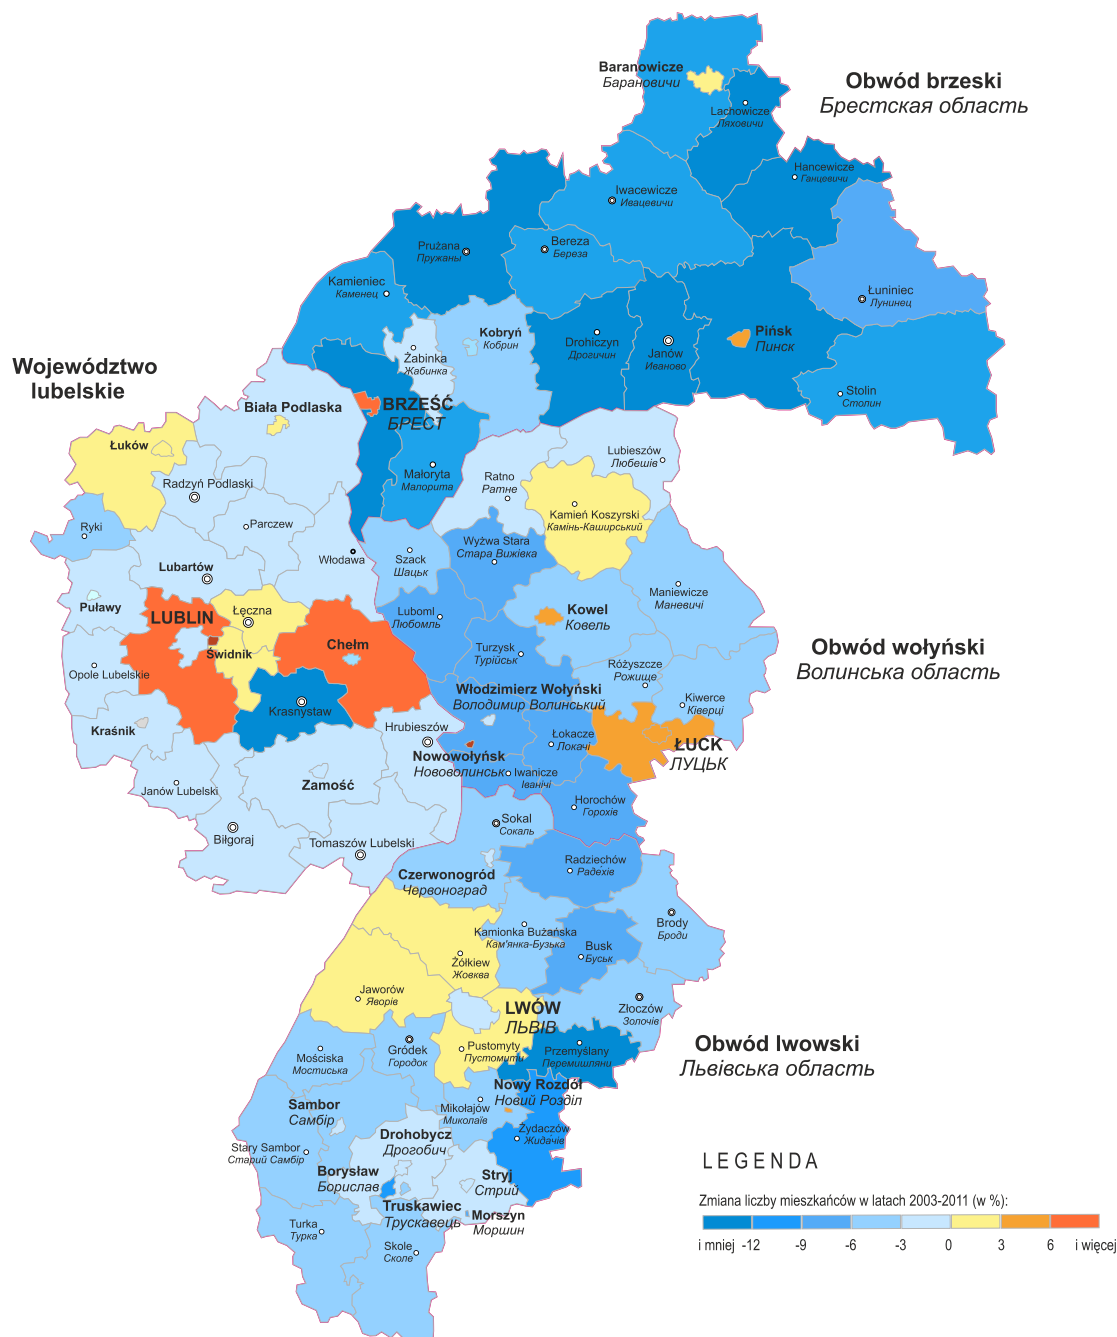 Baranowicze
Барановичи
Obwód brzeski
Брестская область
Lachowicze
Ляховичи
Hancewicze
Ганцевичи
Iwacewicze
Ивацевичи
Prużana
Пружаны
Bereza
Береза
Kamieniec
Каменец
Łuniniec
Лунинец
Kobryń
Кобрин
Żabinka
Жабинка
Drohiczyn
Дрогичин
Janów
Иваново
Pińsk
Пинск
Stolin
Столин
Województwo
lubelskie
Biała Podlaska
BRZEŚĆ
БРЕСТ
Łuków
Małoryta
Малорита
Radzyń Podlaski
Ratno
Ратне
Lubieszów
Любешів
Kamień Koszyrski
Камінь-Каширський
Ryki
Parczew
Włodawa
Szack
Шацьк
Wyżwa Stara
Стара Вижівка
Lubartów
Maniewicze
Маневичі
Puławy
LUBLIN
Łęczna
Luboml
Любомль
Kowel
Ковель
Świdnik
Chełm
Turzysk
Турійськ
Obwód wołyński
Волинська область
Opole Lubelskie
Różyszcze
Рожище
Włodzimierz Wołyński
Володимир Волинський
Kiwerce
Ківерці
Krasnystaw
Kraśnik
Hrubieszów
Łokacze
Локачі
ŁUCK
ЛУЦЬК
Nowowołyńsk
Нововолинськ
Iwanicze
Іванічі
Janów Lubelski
Zamość
Horochów
Горохів
Sokal
Сокаль
Biłgoraj
Tomaszów Lubelski
Radziechów
Радехів
Czerwonogród
Червоноград
Brody
Броди
Kamionka Bużańska
Кам'янка-Бузька
Busk
Буськ
Żółkiew
Жовква
Jaworów
Яворів
LWÓW
ЛЬВІВ
Złoczów
Золочів
Obwód lwowski
Львівська область
Mościska
Мостиська
Gródek
Городок
Pustomyty
Пустомити
Przemyślany
Перемишляни
Nowy Rozdół
Новий Розділ
Sambor
Самбір
Mikołajów
Миколаїв
Żydaczów
Жидачів
Drohobycz
Дрогобич
Stary Sambor
Старий Самбір
Borysław
Борислав
Stryj
Стрий
Truskawiec
Трускавець
Morszyn
Моршин
Turka
Турка
Skole
Сколе
LEGENDA
Zmiana liczby mieszkańców w latach 2003-2011 (w %):
i mniej -12 -9 -6 -3 0 3 6 i więcej